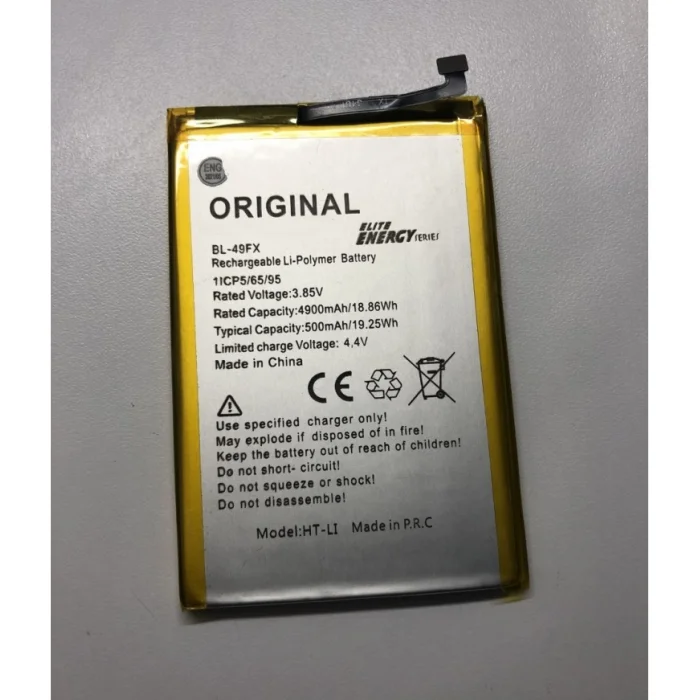 ENG
ORIGINAL
ELITE
ENERGY SERIES
BL-49FX
Rechargeable Li-Polymer Battery
1ICP5/65/95
Rated Voltage:3.85V
Rated Capacity:4900mAh/18.86Wh
Typical Capacity:500mAh/19.25Wh
Limited charge Voltage: 4,4V
Made in China
CE
Use specified charger only!
May explode if disposed of in fire!
Keep the battery out of reach of children!
Do not short- circuit!
Do not squeeze or shock!
Do not disassemble!
Model:HT-LI Made in P.R.C